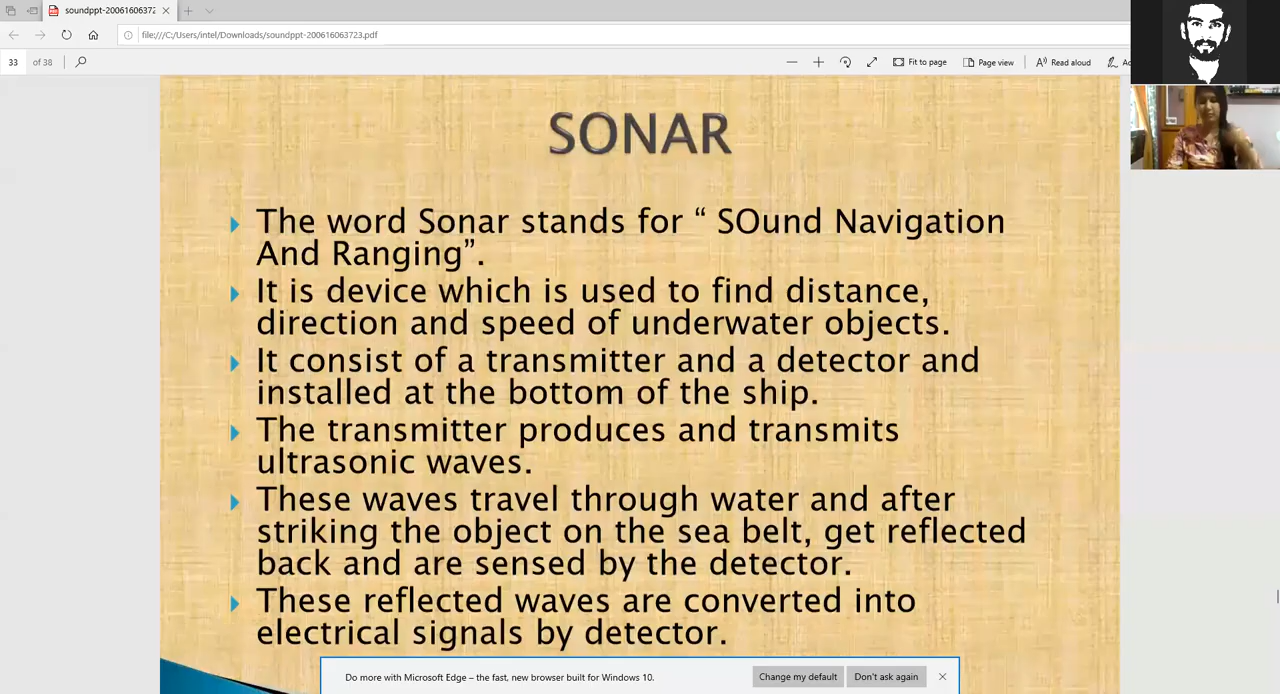 soundppt-200616063723
file:///C:/Users/intel/Downloads/soundppt-200616063723.pdf
33 of 38
Fit to page
Page view
Read aloud
SONAR
The word Sonar stands for “ SOund Navigation
And Ranging”.
It is device which is used to find distance,
direction and speed of underwater objects.
It consist of a transmitter and a detector and
installed at the bottom of the ship.
The transmitter produces and transmits
ultrasonic waves.
These waves travel through water and after
striking the object on the sea belt, get reflected
back and are sensed by the detector.
These reflected waves are converted into
electrical signals by detector.
Do more with Microsoft Edge – the fast, new browser built for Windows 10.
Change my default
Don't ask again